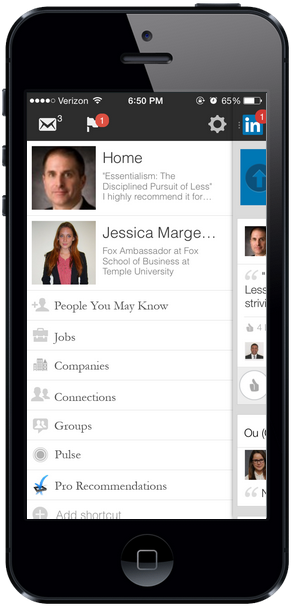 Verizon 6:50 PM 65%
3
1
in
1
Home
"Essentialism: The
Disciplined Pursuit of Less"
I highly recommend it for…
Jessica Marge…
Fox Ambassador at Fox
School of Business at
Temple University
People You May Know
Jobs
Companies
Connections
Groups
Pulse
Pro Recommendations
Add shortcut
"
Less
strivi
4
Ou (
N